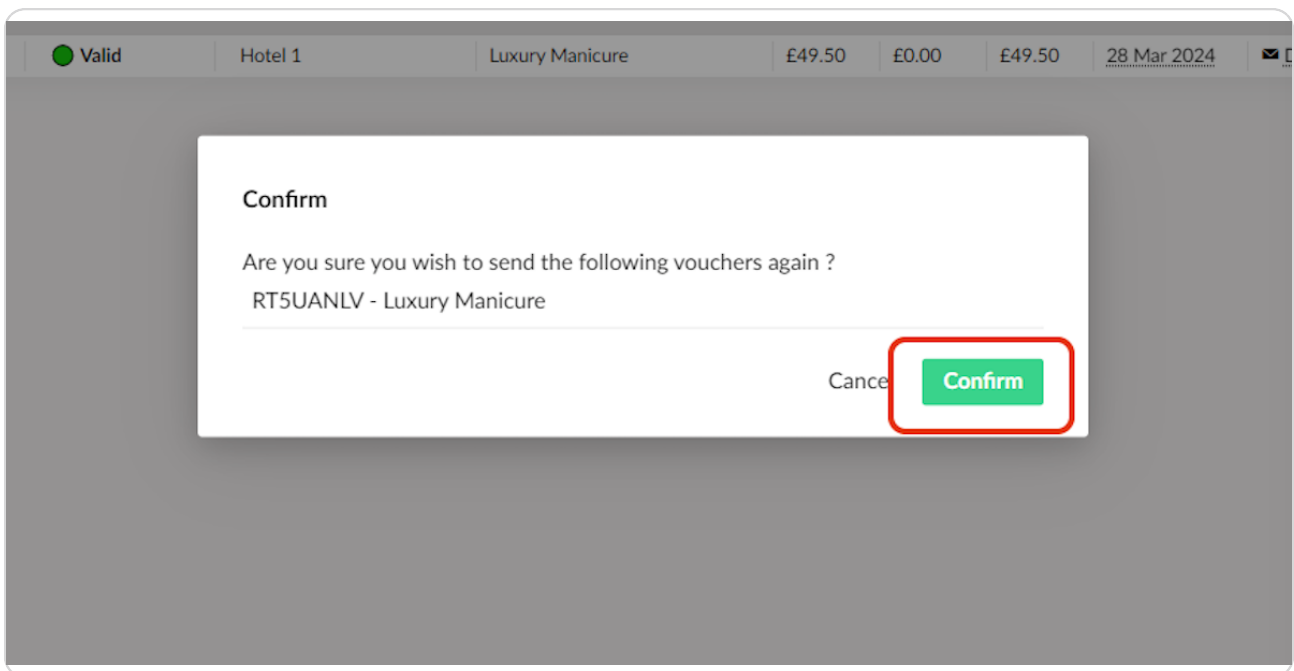 Valid Hotel 1 Luxury Manicure £49.50 £0.00 £49.50 28 Mar 2024
Confirm
Are you sure you wish to send the following vouchers again ?
RT5UANLV - Luxury Manicure
Cance Confirm